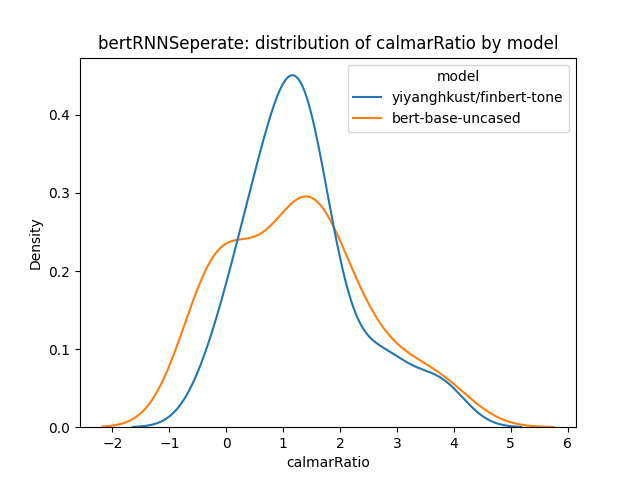 bertRNNSeperate: distribution of calmarRatio by model
model
yiyanghkust/finbert-tone
bert-base-uncased
Density
0.4
0.3
0.2
0.1
0.0
−2 −1 0 1 2 3 4 5 6
calmarRatio